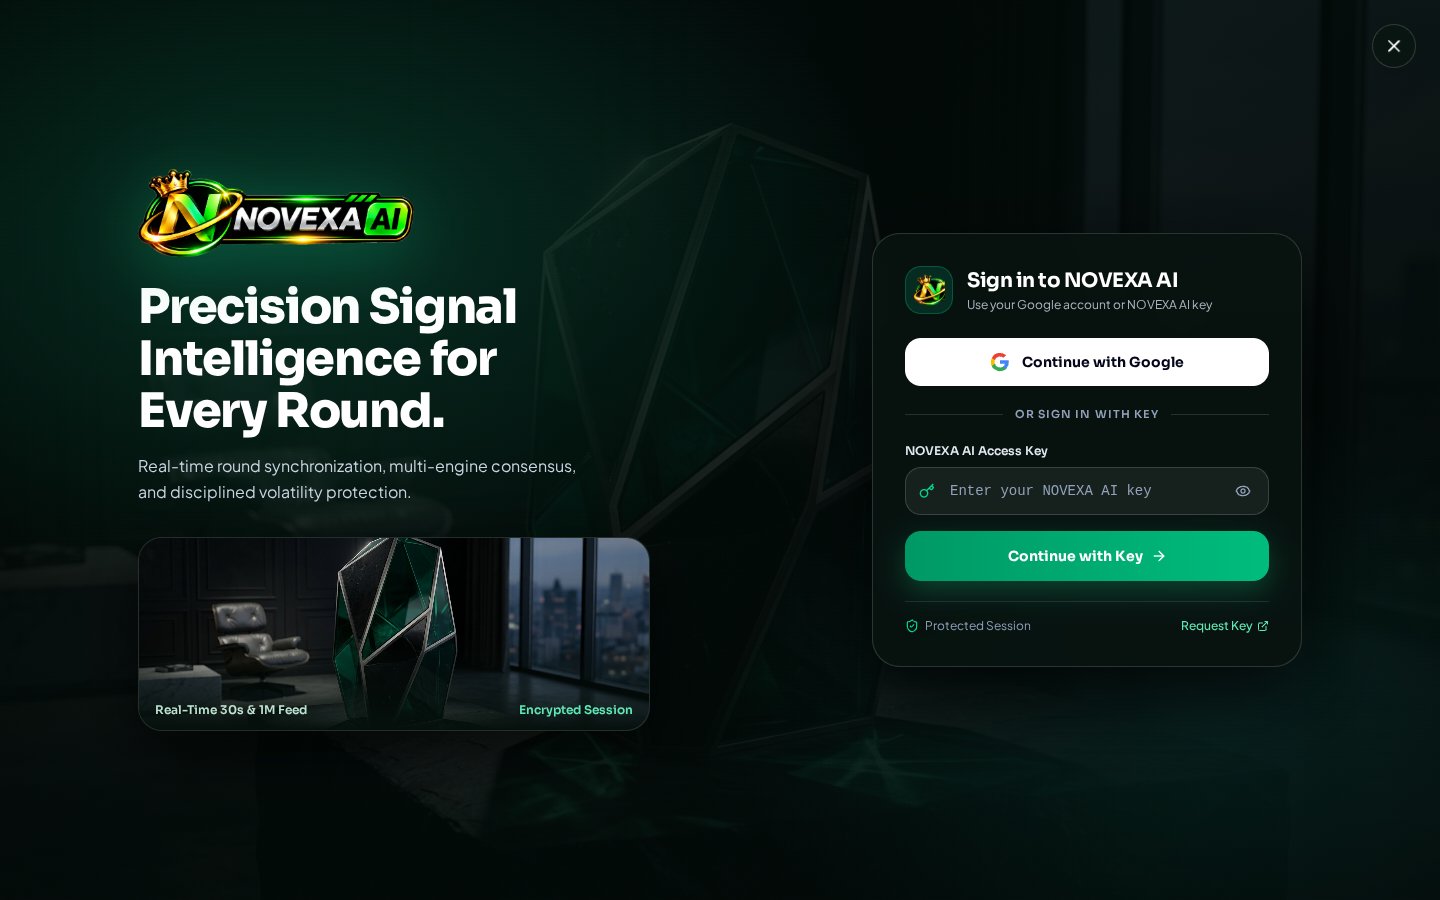 NOVEXA AI
Precision Signal
Intelligence for
Every Round.
Real-time round synchronization, multi-engine consensus,
and disciplined volatility protection.
Real-Time 30s & 1M Feed
Encrypted Session
Sign in to NOVEXA AI
Use your Google account or NOVEXA AI key
Continue with Google
OR SIGN IN WITH KEY
NOVEXA AI Access Key
Enter your NOVEXA AI key
Continue with Key
Protected Session
Request Key